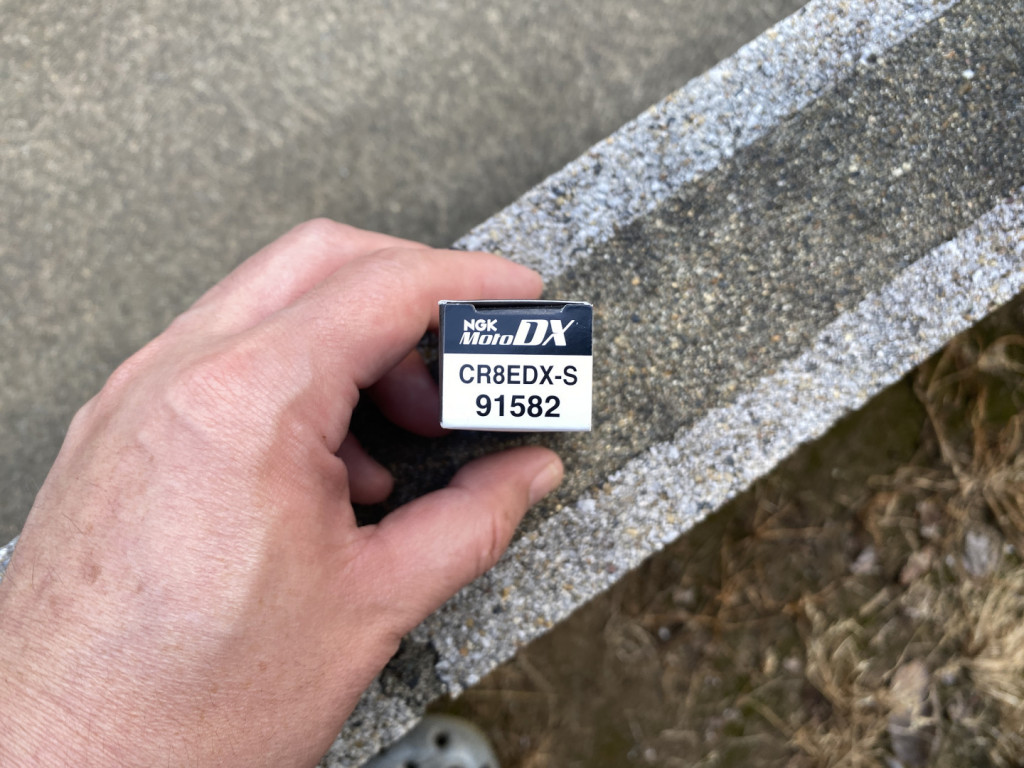 NGK
MotoDX
CR8EDX-S
91582